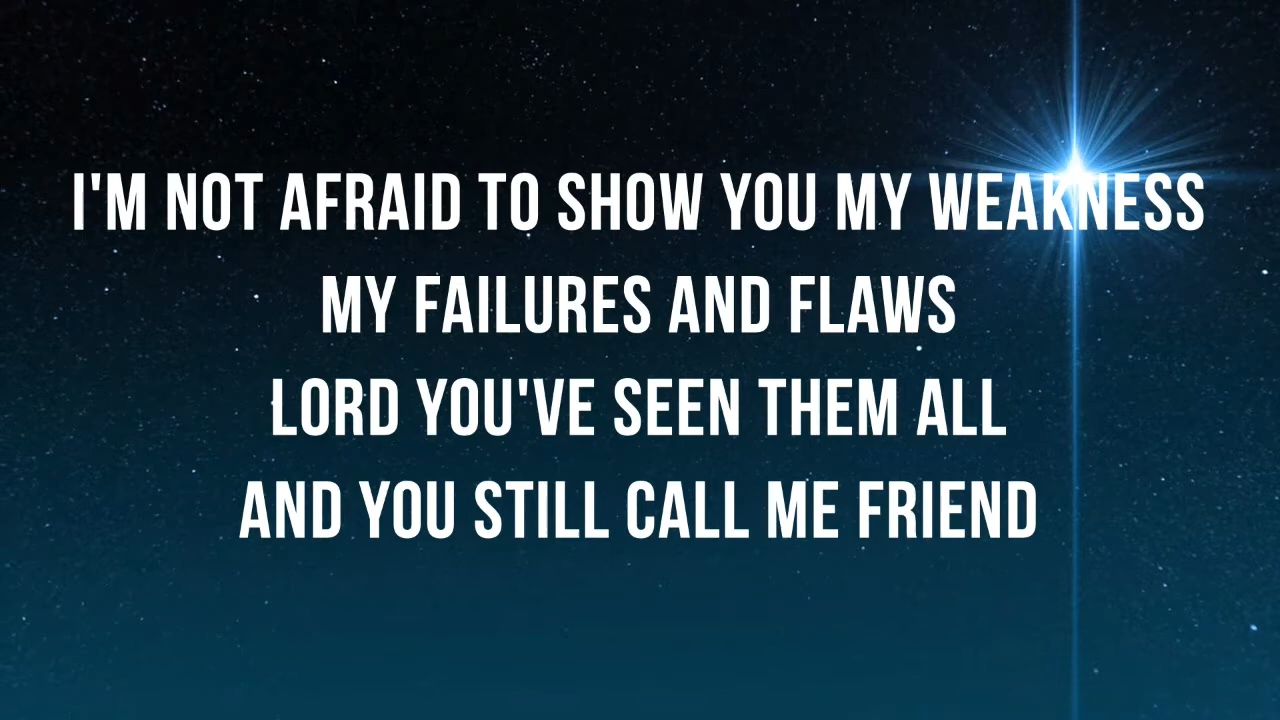 I'M NOT AFRAID TO SHOW YOU MY WEAKNESS
MY FAILURES AND FLAWS
LORD YOU'VE SEEN THEM ALL
AND YOU STILL CALL ME FRIEND